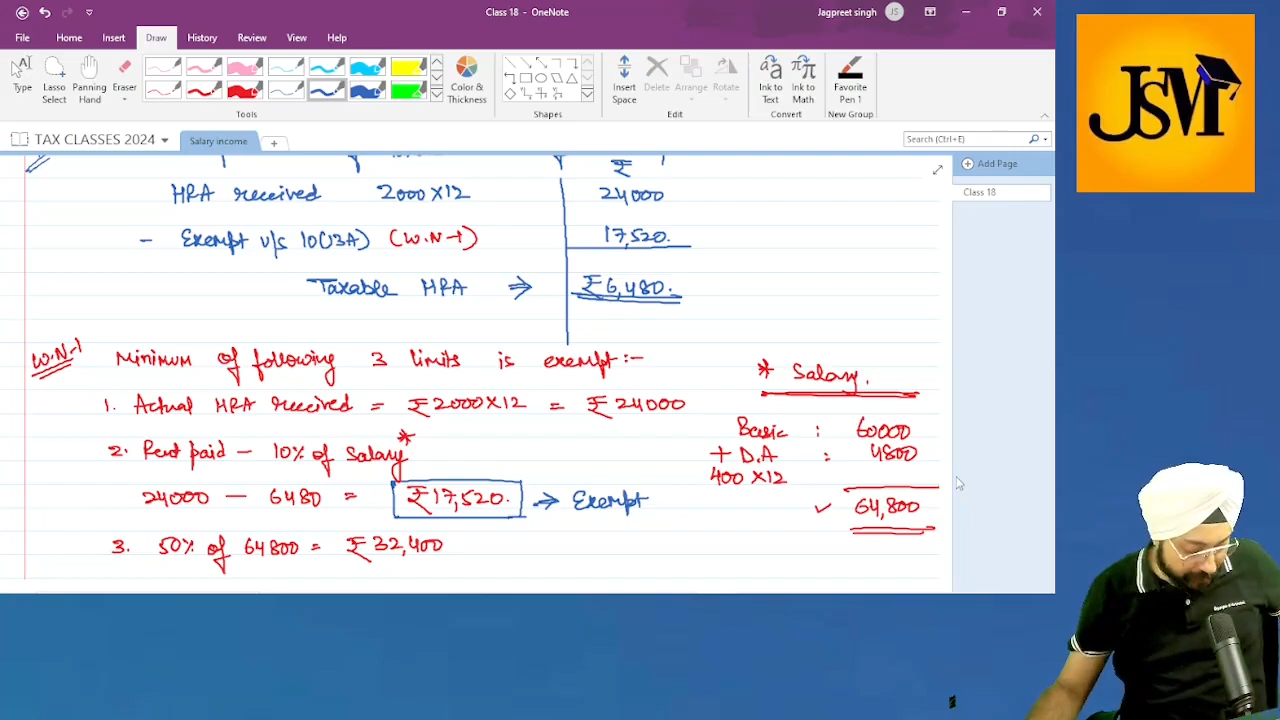 Class 18 - OneNote
Jagpreet singh JS
File Home Insert Draw History Review View Help
Type
Lasso Select
Panning Hand
Eraser
Color & Thickness
Insert Space
Delete
Arrange
Rotate
Ink to Text
Ink to Math
Favorite Pen 1
Tools Shapes Edit Convert New Group
TAX CLASSES 2024 Salary income
Search (Ctrl+E)
Add Page
Class 18
JSM
₹
HRA received 2000×12 24000
- Exempt u/s 10(13A) (W.N-1) 17,520.
Taxable HRA ⇒ ₹6,480.
W.N-1 Minimum of following 3 limits is exempt:-
1. Actual HRA received = ₹2000×12 = ₹24000
2. Rent paid - 10% of Salary*
24000 - 6480 = ₹17,520. → Exempt
3. 50% of 64800 = ₹32,400
* Salary.
Basic : 60000
+ D.A : 4800
400×12
✓ 64,800